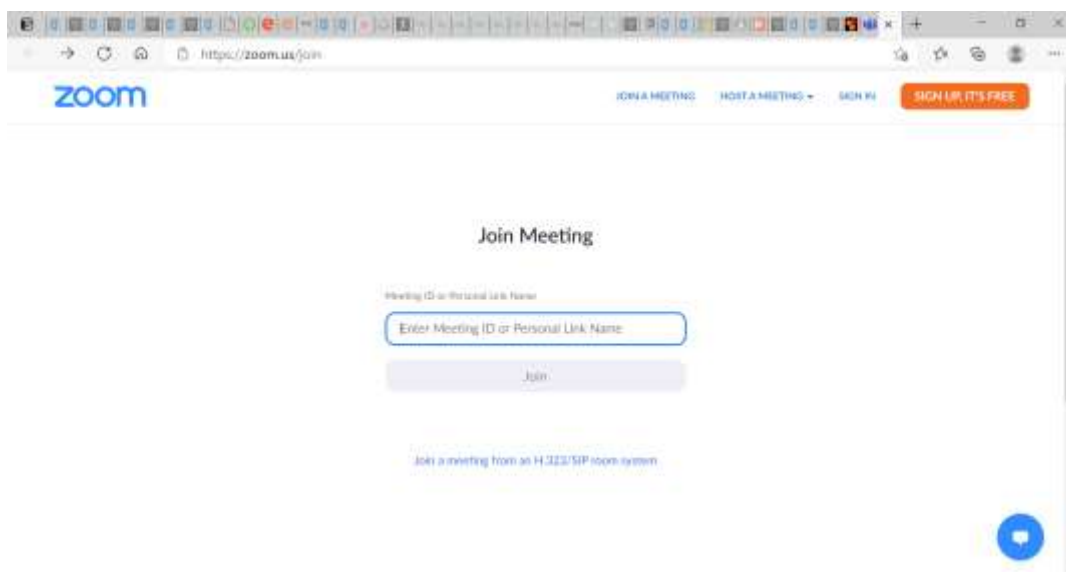 https://zoom.us/join
zoom
JOIN A MEETING
HOST A MEETING
SIGN IN
SIGN UP, IT'S FREE
Join Meeting
Meeting ID or Personal Link Name
Enter Meeting ID or Personal Link Name
Join
Join a meeting from an H.323/SIP room system